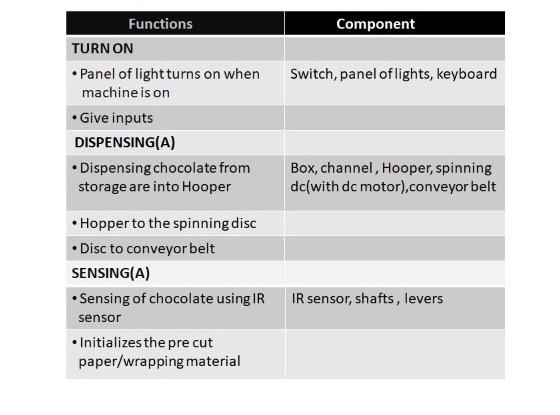 Functions Component
TURN ON
• Panel of light turns on when Switch, panel of lights, keyboard
machine is on
• Give inputs
DISPENSING(A)
• Dispensing chocolate from Box, channel , Hooper, spinning
storage are into Hooper dc(with dc motor),conveyor belt
• Hopper to the spinning disc
• Disc to conveyor belt
SENSING(A)
• Sensing of chocolate using IR IR sensor, shafts , levers
sensor
• Initializes the pre cut
paper/wrapping material